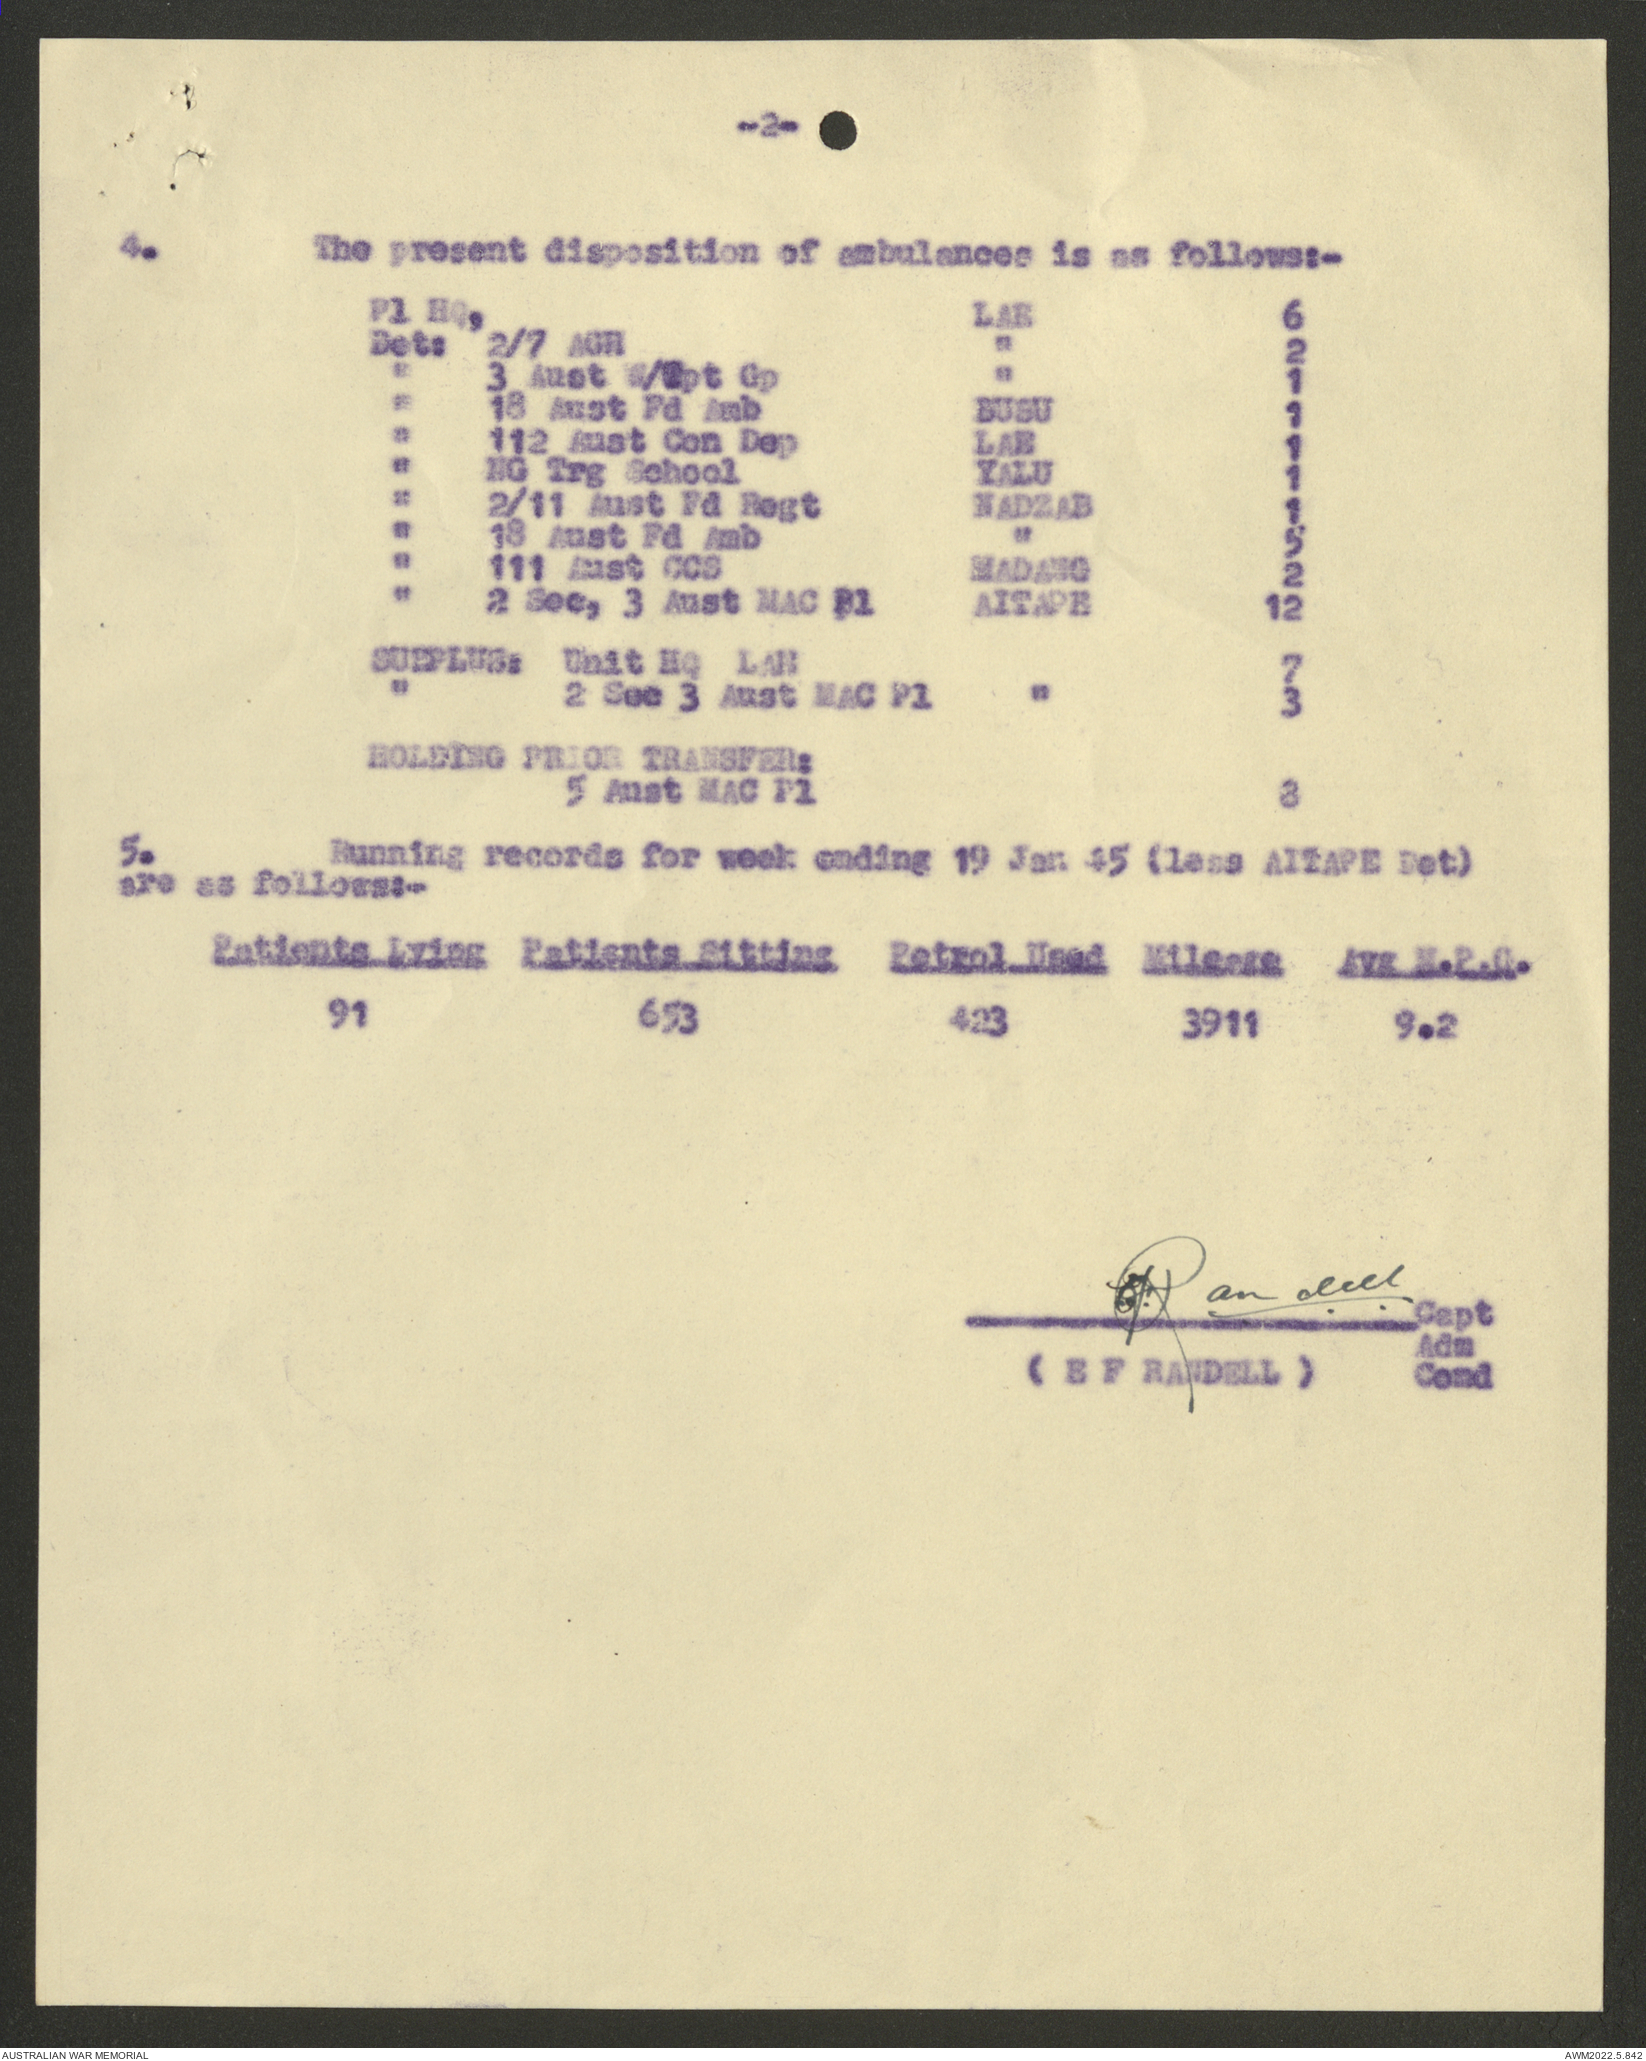 -2-
4. The present disposition of ambulances is as follows:-
Pl HQ, LAE 6
Det: 2/7 AGH " 2
" 3 Aust W/Tpt Gp " 1
" 18 Aust Fd Amb BUSU 1
" 112 Aust Con Dep LAE 1
" NG Trg School YALU 1
" 2/11 Aust Fd Regt NADZAB 1
" 18 Aust Fd Amb " 5
" 111 Aust CCS MADANG 2
" 2 Sec, 3 Aust MAC Pl AITAPE 12
SURPLUS: Unit HQ LAE 7
" 2 Sec 3 Aust MAC Pl " 3
HOLDING PRIOR TRANSFER:
5 Aust MAC Pl 8
5. Running records for week ending 19 Jan 45 (less AITAPE Det)
are as follows:-
Patients Lying Patients Sitting Petrol Used Mileage Avg M.P.G.
91 653 423 3911 9.2
EF Randell Capt
Adm
( E F RANDELL ) Comd
AUSTRALIAN WAR MEMORIAL AWM2022.5.842